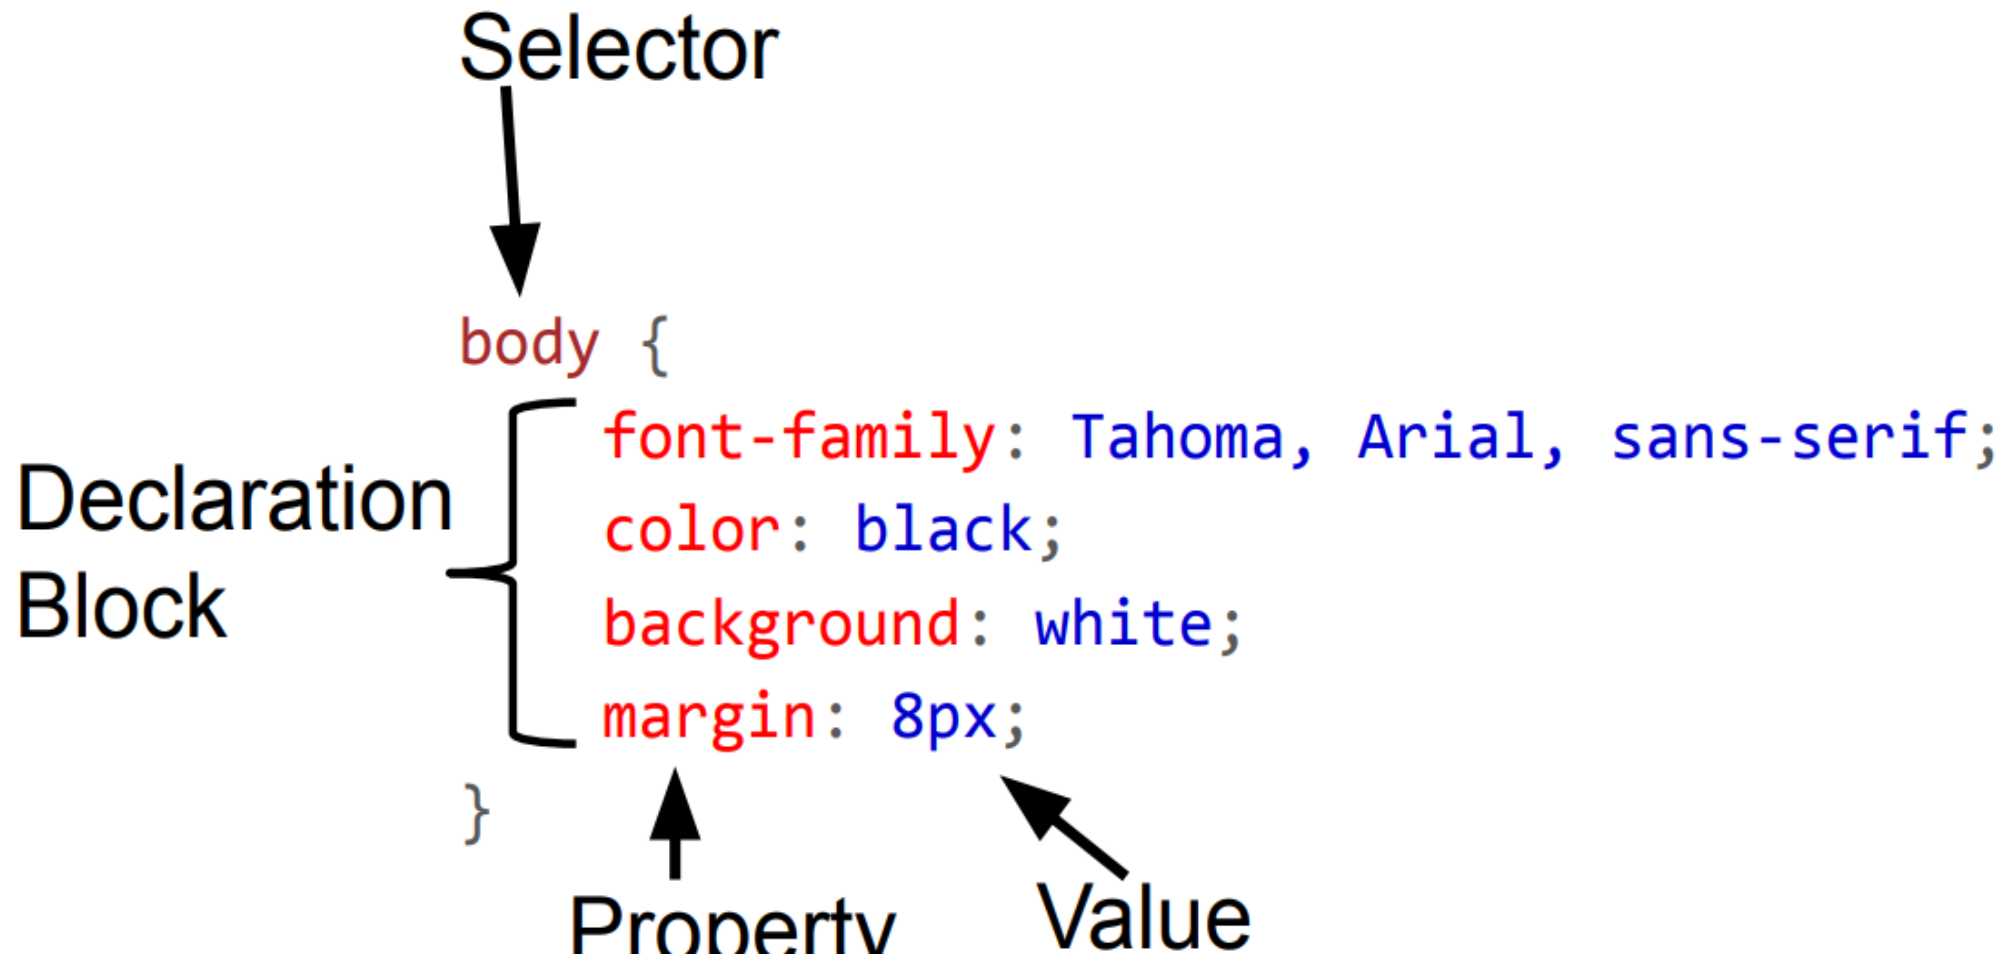 Selector
body {
font-family: Tahoma, Arial, sans-serif;
color: black;
background: white;
margin: 8px;
}
Declaration
Block
Property
Value